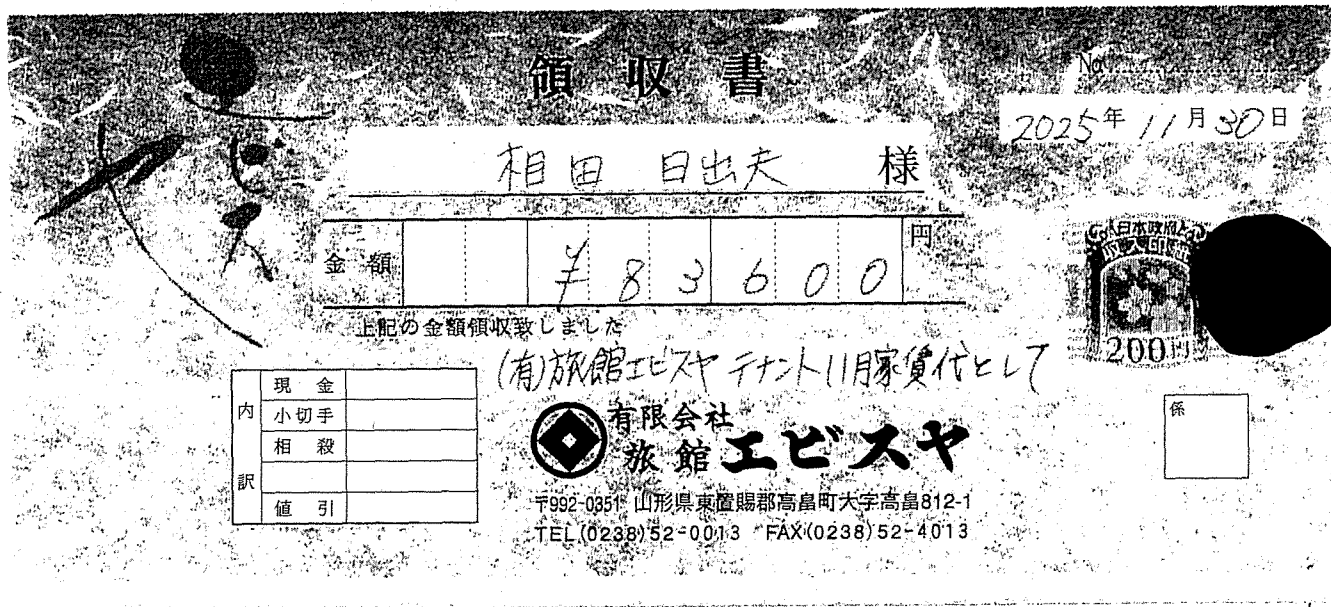 領収書
No.
2025年11月30日
相田 日出夫 様
金額 ¥83600円
上記の金額領収致しました
(有)旅館エビスヤ テナント11月家賃代として
日本政府
収入印紙
200円
内訳
現金
小切手
相殺
値引
有限会社
旅館 エビスヤ
〒992-0351 山形県東置賜郡高畠町大字高畠812-1
TEL(0238)52-0013 FAX(0238)52-4013
係